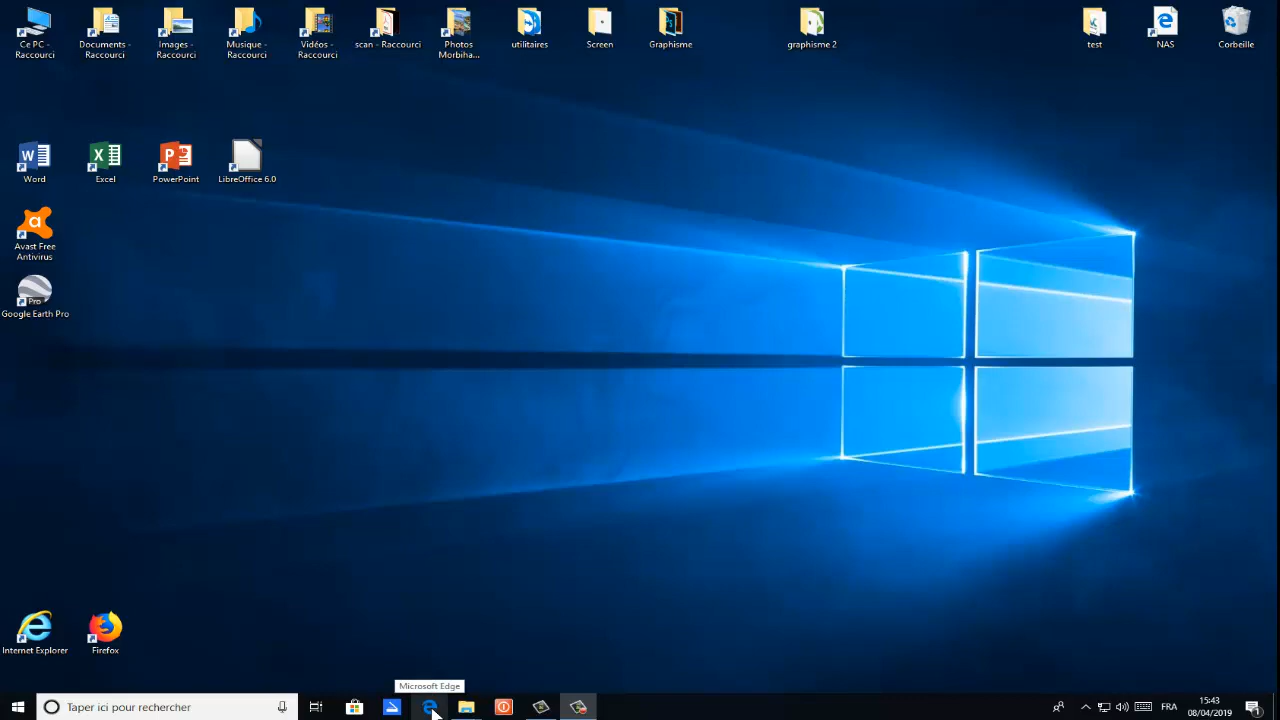 Ce PC -
Raccourci
Documents -
Raccourci
Images -
Raccourci
Musique -
Raccourci
Vidéos -
Raccourci
scan - Raccourci
Photos
Morbiha...
utilitaires
Screen
Graphisme
graphisme 2
test
NAS
Corbeille
Word
Excel
PowerPoint
LibreOffice 6.0
Avast Free
Antivirus
Pro
Google Earth Pro
Internet Explorer
Firefox
Microsoft Edge
Taper ici pour rechercher
FRA
15:43
08/04/2019
1